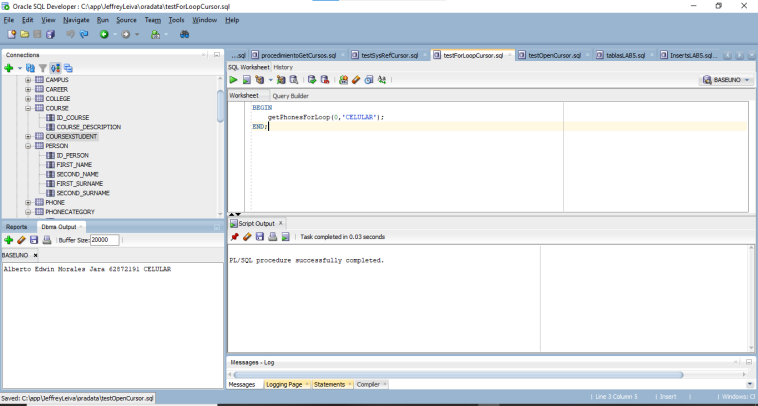 Oracle SQL Developer : C:\app\JeffreyLeiva\oradata\testForLoopCursor.sql
File Edit View Navigate Run Source Team Tools Window Help
Connections
CAMPUS
CAREER
COLLEGE
COURSE
ID_COURSE
COURSE_DESCRIPTION
COURSEXSTUDENT
PERSON
ID_PERSON
FIRST_NAME
SECOND_NAME
FIRST_SURNAME
SECOND_SURNAME
PHONE
PHONECATEGORY
Reports Dbms Output
Buffer Size: 20000
BASEUNO
Alberto Edwin Morales Jara 62872191 CELULAR
...sql procedimientoGetCursos.sql testSysRefCursor.sql testForLoopCursor.sql testOpenCursor.sql tablasLAB5.sql InsertsLAB5.sql
SQL Worksheet History
BASEUNO
Worksheet Query Builder
BEGIN
getPhonesForLoop(0,'CELULAR');
END;
Script Output
Task completed in 0.03 seconds
PL/SQL procedure successfully completed.
Messages - Log
Messages Logging Page Statements Compiler
Saved: C:\app\JeffreyLeiva\oradata\testOpenCursor.sql
Line 3 Column 5 Insert Windows: Cl